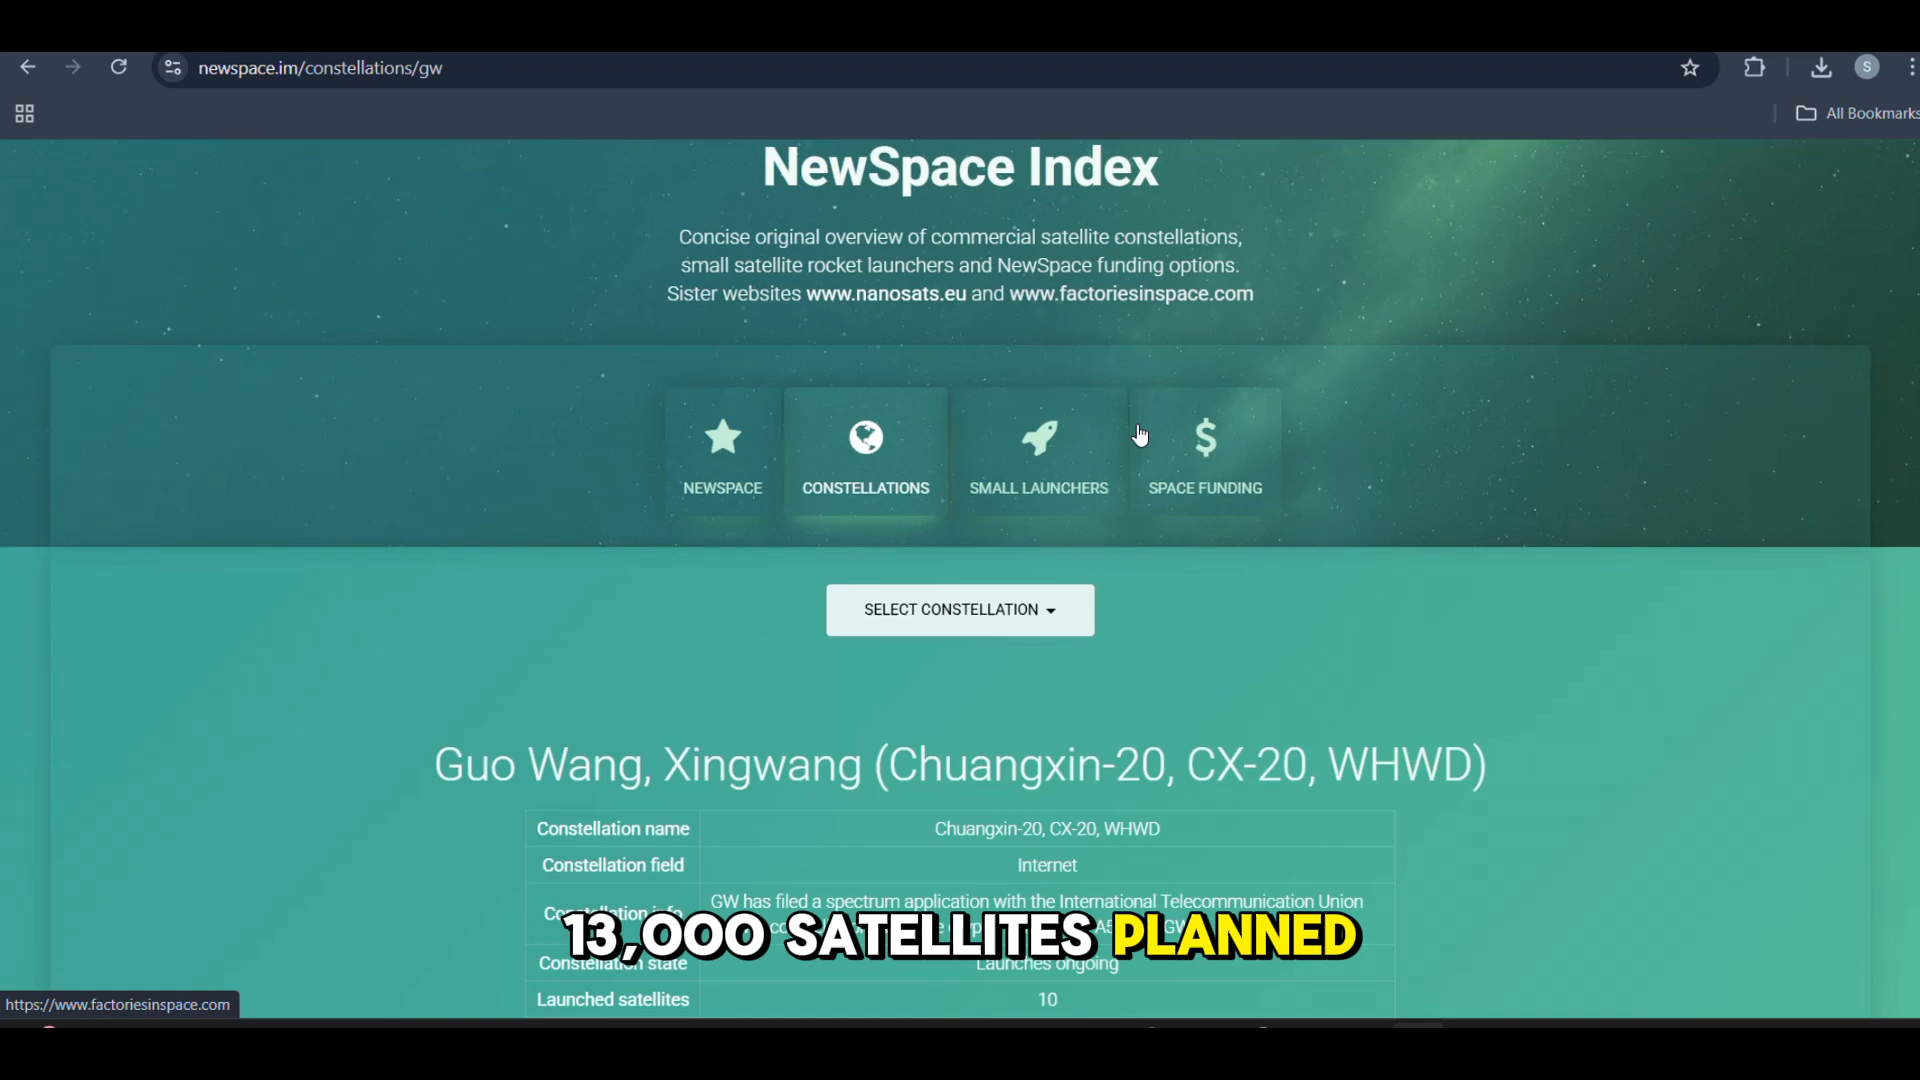 newspace.im/constellations/gw
S
All Bookmarks
NewSpace Index
Concise original overview of commercial satellite constellations,
small satellite rocket launchers and NewSpace funding options.
Sister websites www.nanosats.eu and www.factoriesinspace.com
NEWSPACE CONSTELLATIONS SMALL LAUNCHERS SPACE FUNDING
SELECT CONSTELLATION
Guo Wang, Xingwang (Chuangxin-20, CX-20, WHWD)
Constellation name Chuangxin-20, CX-20, WHWD
Constellation field Internet
Constellation info GW has filed a spectrum application with the International Telecommunication Union
13,000 SATELLITES PLANNED
Constellation state Launches ongoing
Launched satellites 10
https://www.factoriesinspace.com